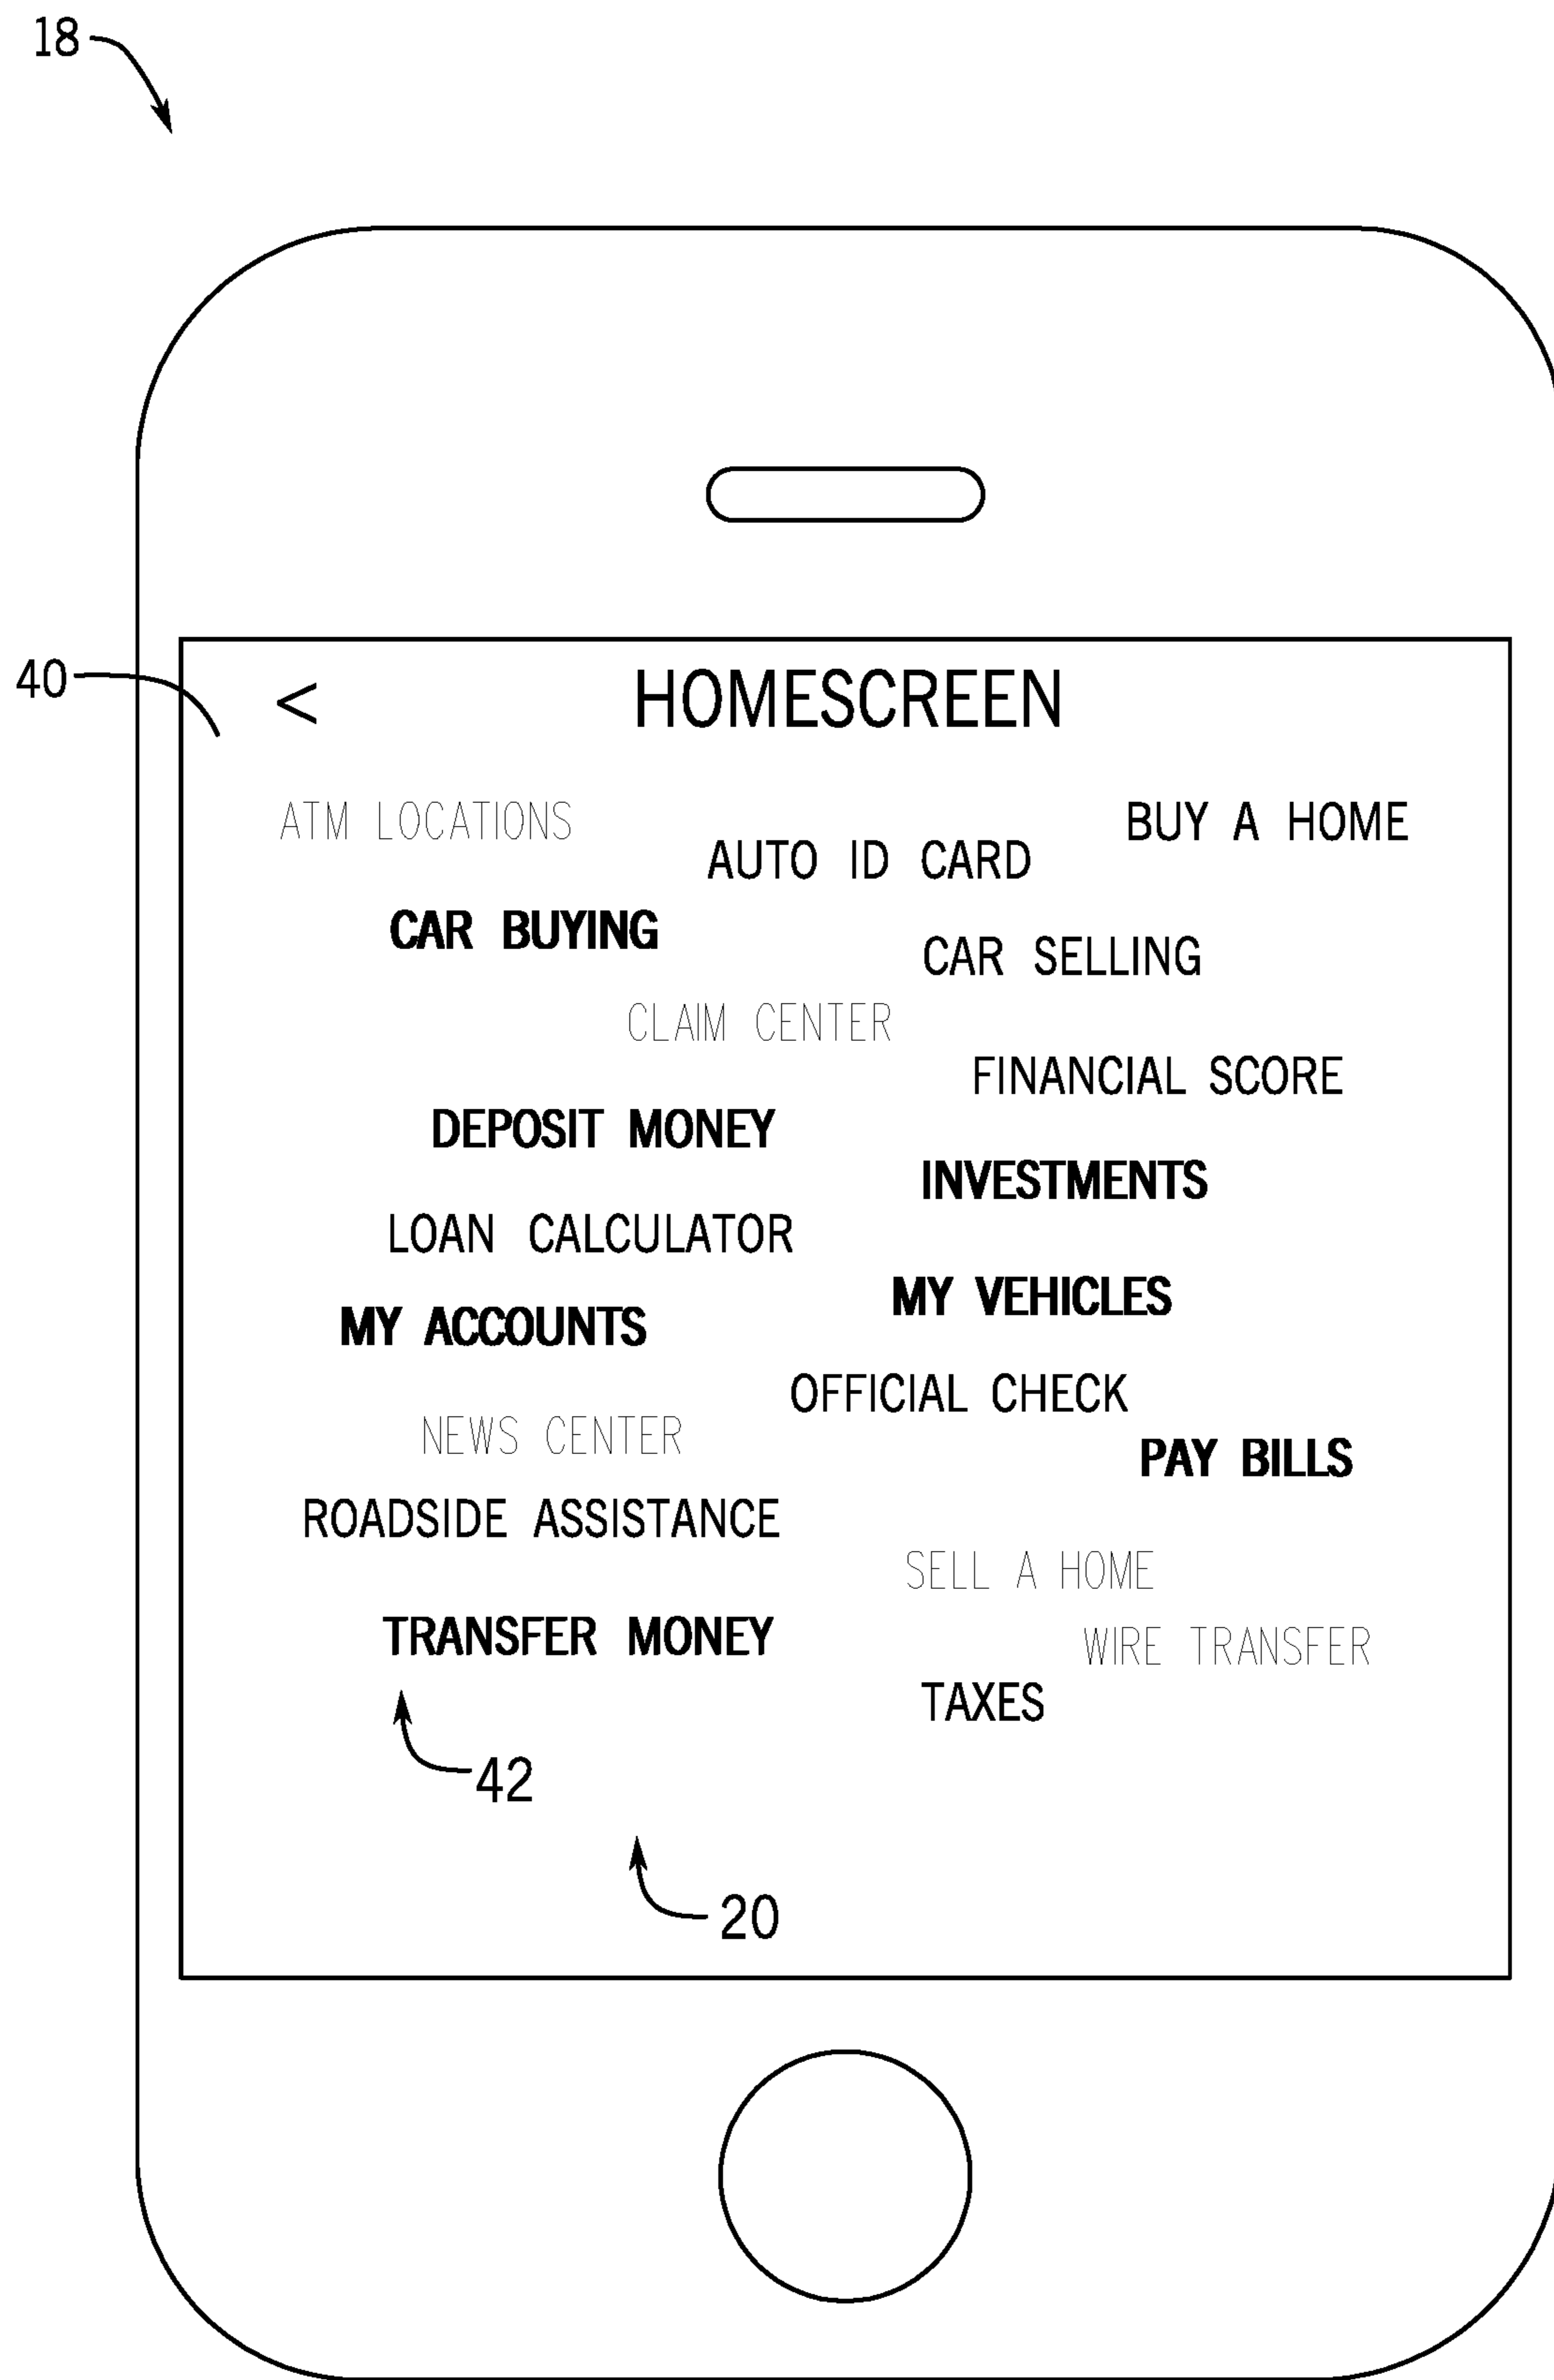 18
40
<
HOMESCREEN
ATM LOCATIONS
BUY A HOME
AUTO ID CARD
CAR BUYING
CAR SELLING
CLAIM CENTER
FINANCIAL SCORE
DEPOSIT MONEY
INVESTMENTS
LOAN CALCULATOR
MY VEHICLES
MY ACCOUNTS
OFFICIAL CHECK
NEWS CENTER
PAY BILLS
ROADSIDE ASSISTANCE
SELL A HOME
TRANSFER MONEY
WIRE TRANSFER
TAXES
42
20